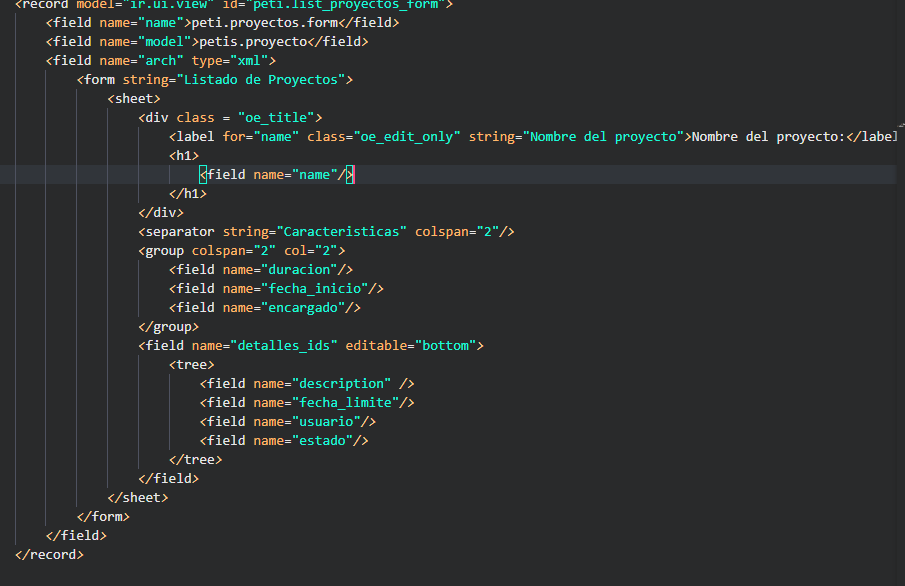 <record model="ir.ui.view" id="peti.list_proyectos_form">
<field name="name">peti.proyectos.form</field>
<field name="model">petis.proyecto</field>
<field name="arch" type="xml">
<form string="Listado de Proyectos">
<sheet>
<div class = "oe_title">
<label for="name" class="oe_edit_only" string="Nombre del proyecto">Nombre del proyecto:</label
<h1>
<field name="name"/>
</h1>
</div>
<separator string="Caracteristicas" colspan="2"/>
<group colspan="2" col="2">
<field name="duracion"/>
<field name="fecha_inicio"/>
<field name="encargado"/>
</group>
<field name="detalles_ids" editable="bottom">
<tree>
<field name="description" />
<field name="fecha_limite"/>
<field name="usuario"/>
<field name="estado"/>
</tree>
</field>
</sheet>
</form>
</field>
</record>